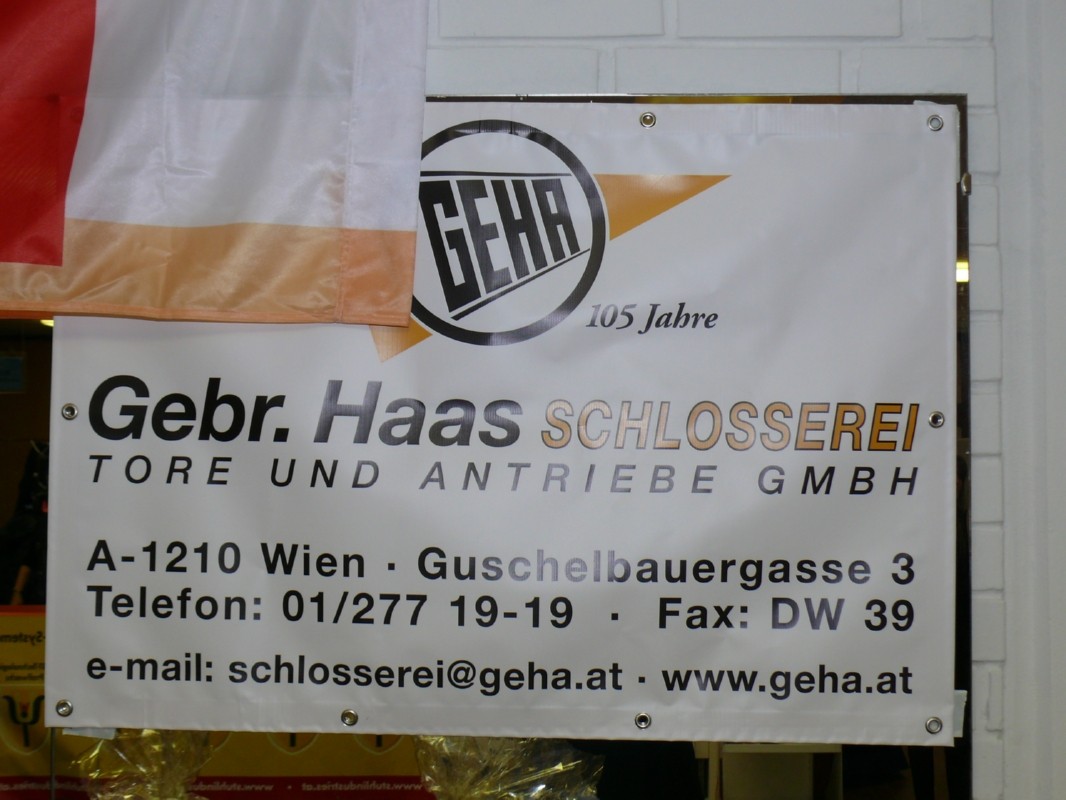 GEHA
105 Jahre
Gebr. Haas SCHLOSSEREI
TORE UND ANTRIEBE GMBH
A-1210 Wien · Guschelbauergasse 3
Telefon: 01/277 19-19 · Fax: DW 39
e-mail: schlosserei@geha.at · www.geha.at